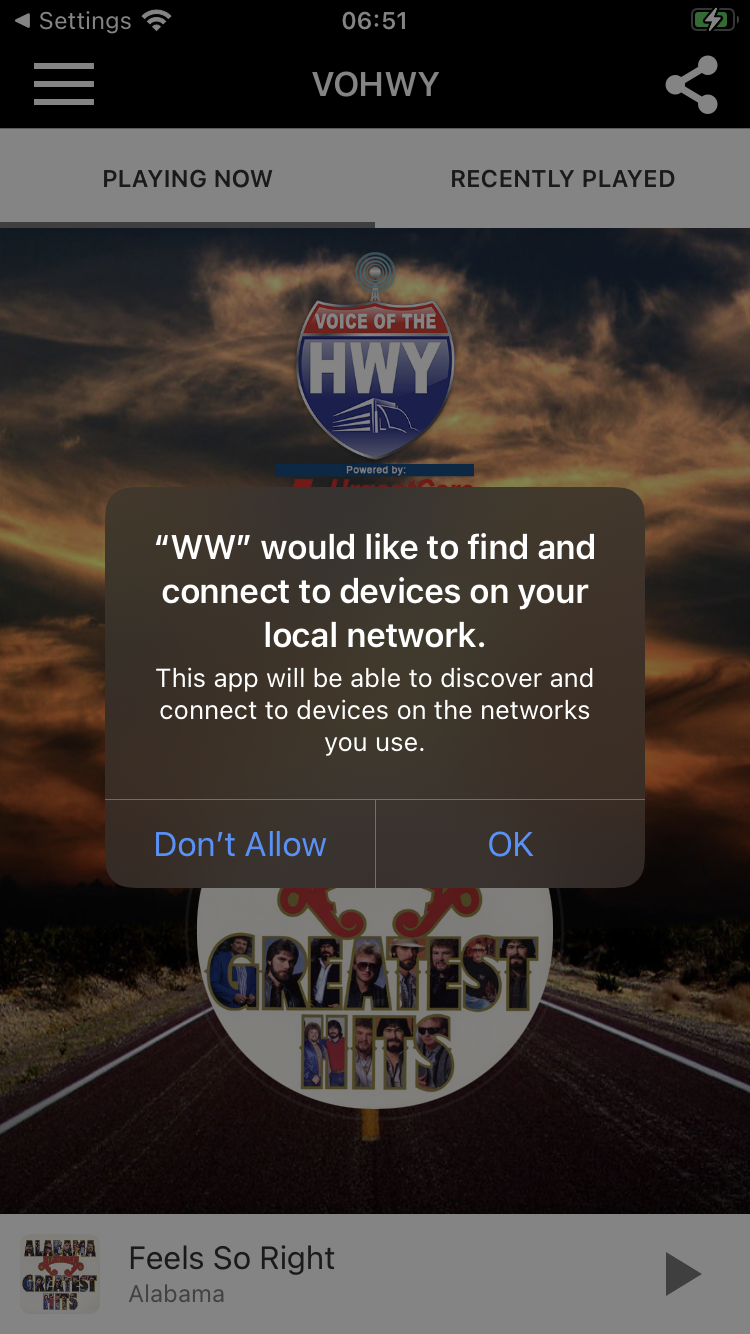 Settings
06:51
VOHWY
PLAYING NOW
RECENTLY PLAYED
VOICE OF THE
HWY
Powered by:
“WW” would like to find and
connect to devices on your
local network.
This app will be able to discover and
connect to devices on the networks
you use.
Don’t Allow
OK
GREATEST
HITS
ALABAMA
GREATEST
HITS
Feels So Right
Alabama